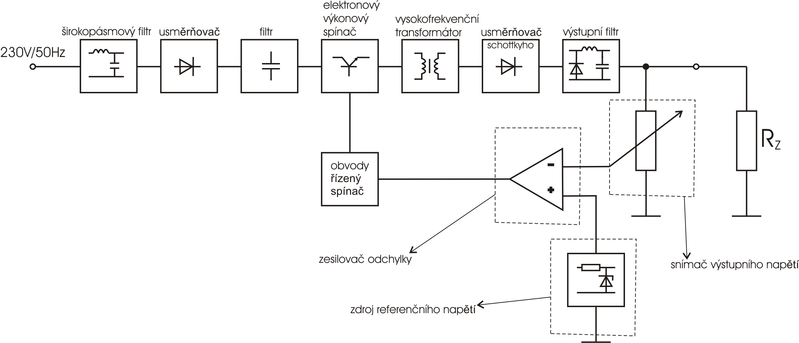 230V/50Hz
širokopásmový filtr
usměrňovač
filtr
elektronový
výkonový
spínač
vysokofrekvenční
transformátor
usměrňovač
schottkyho
výstupní filtr
obvody
řízený
spínač
-
+
RZ
zesilovač odchylky
snímač výstupního napětí
zdroj referenčního napětí